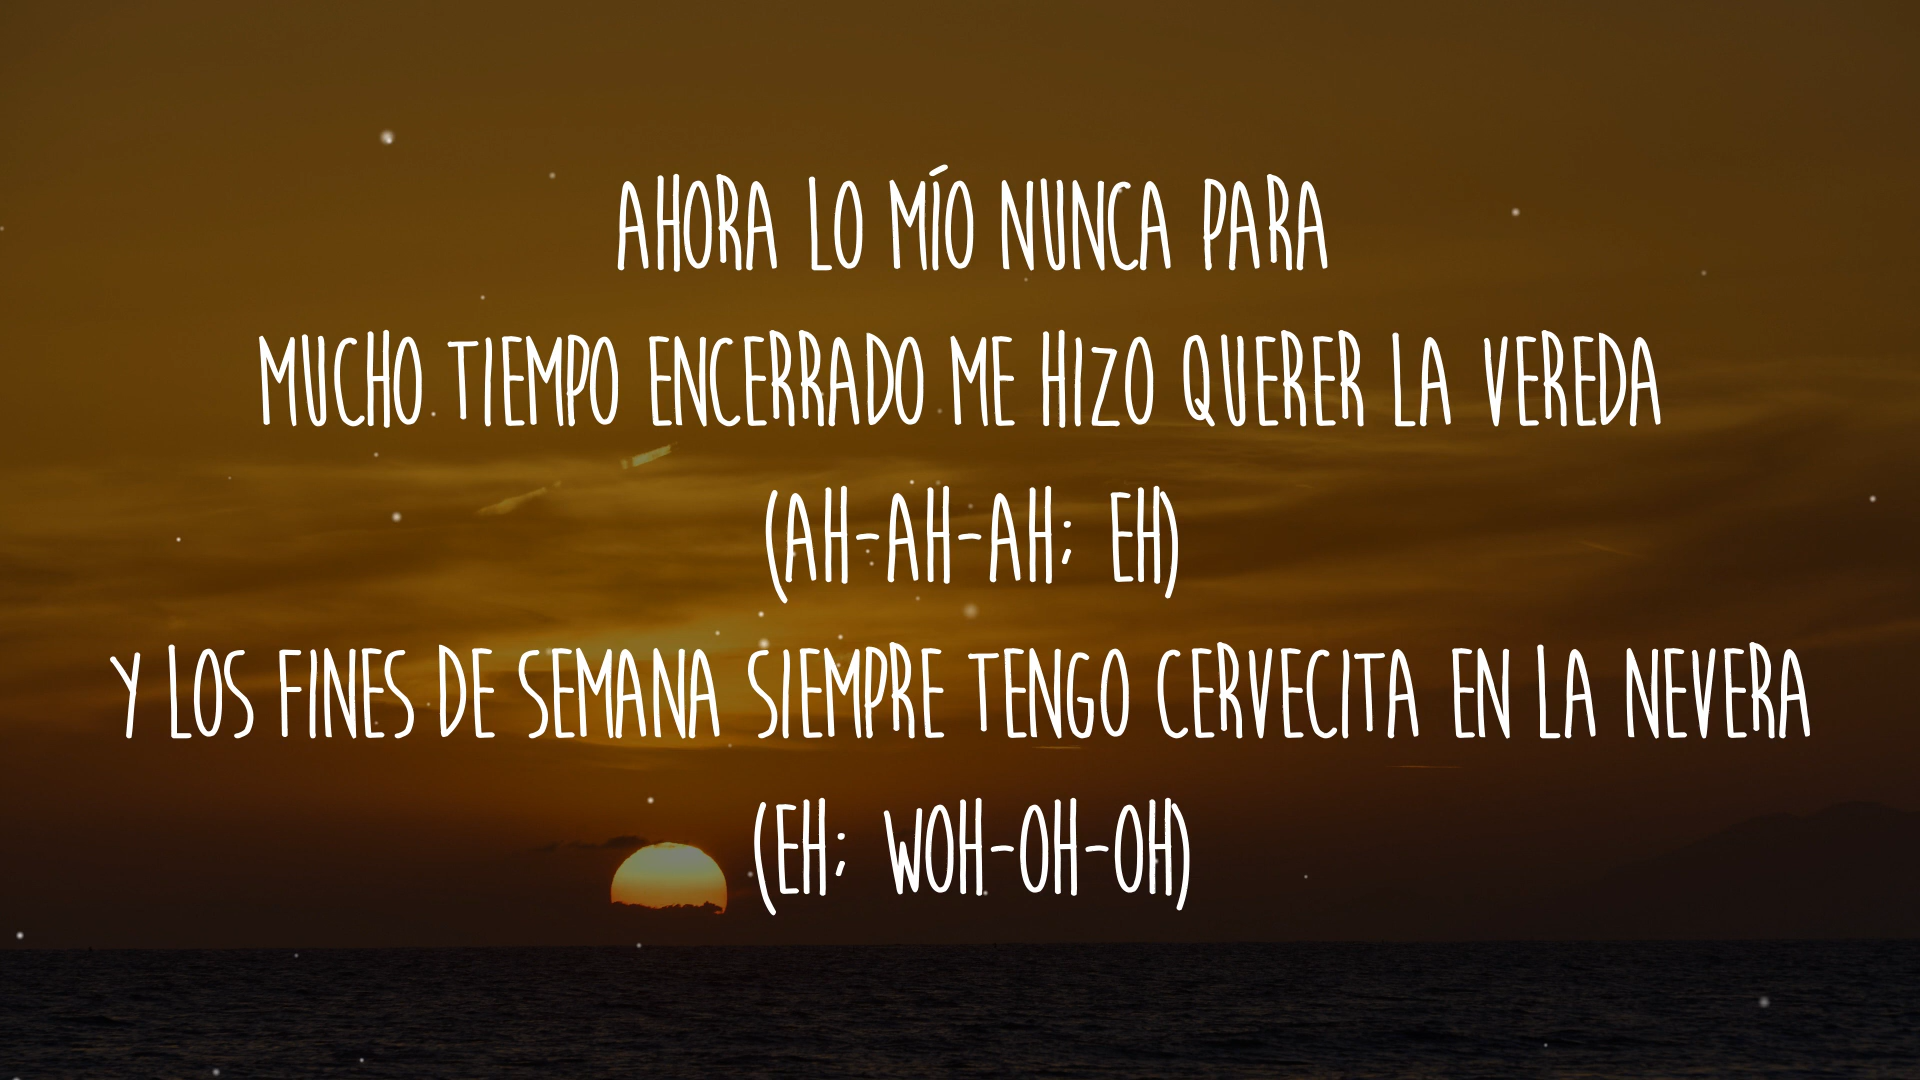 AHORA LO MÍO NUNCA PARA
MUCHO TIEMPO ENCERRADO ME HIZO QUERER LA VEREDA
(AH-AH-AH; EH)
Y LOS FINES DE SEMANA SIEMPRE TENGO CERVECITA EN LA NEVERA
(EH; WOH-OH-OH)